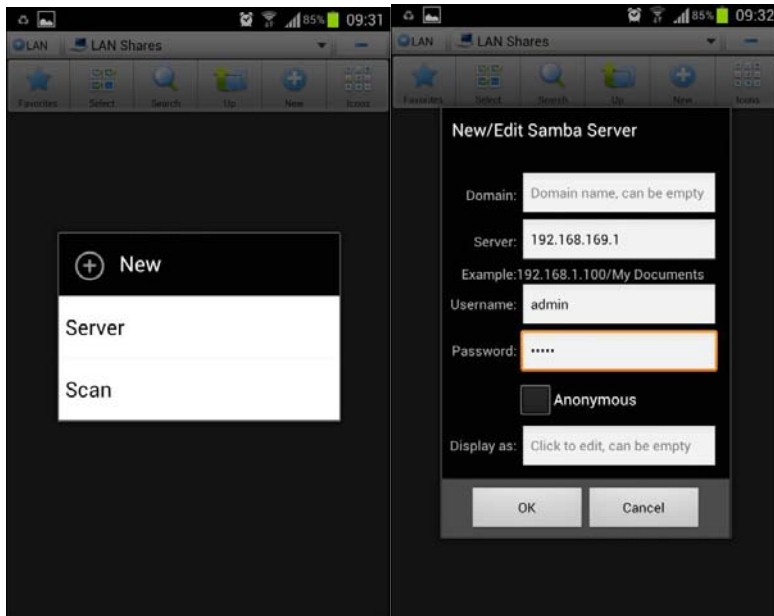 85% 09:31
LAN LAN Shares
Favorites Select Search Up New Icons
New
Server
Scan
85% 09:32
LAN LAN Shares
Favorites Select Search Up New Icons
New/Edit Samba Server
Domain: Domain name, can be empty
Server: 192.168.169.1
Example:192.168.1.100/My Documents
Username: admin
Password: •••••
Anonymous
Display as: Click to edit, can be empty
OK Cancel